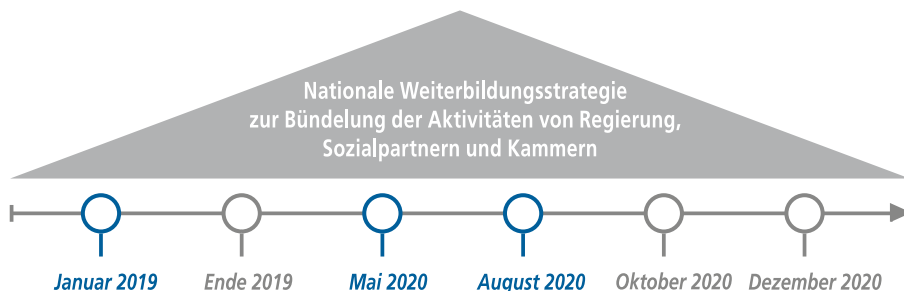 Nationale Weiterbildungsstrategie
zur Bündelung der Aktivitäten von Regierung,
Sozialpartnern und Kammern
Januar 2019
Ende 2019
Mai 2020
August 2020
Oktober 2020
Dezember 2020